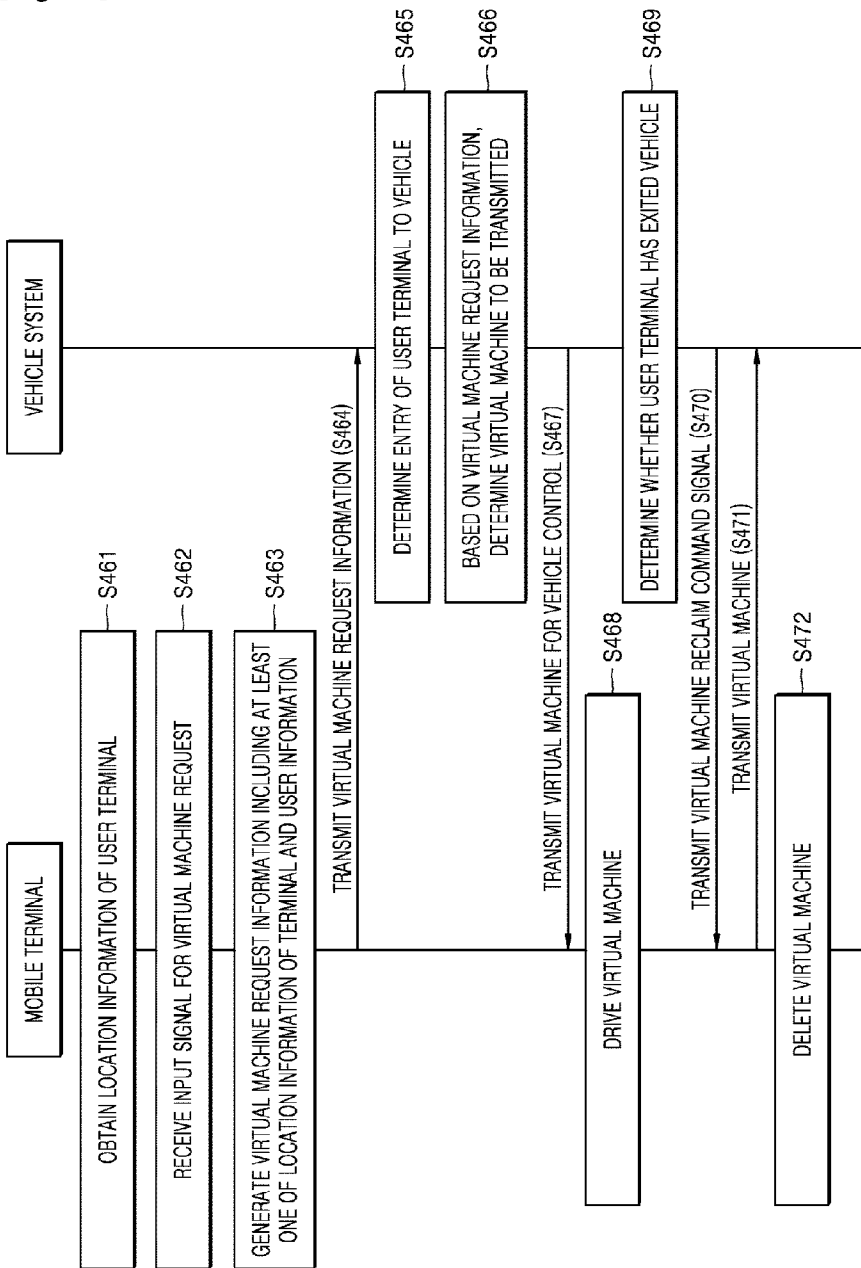 MOBILE TERMINAL
VEHICLE SYSTEM
OBTAIN LOCATION INFORMATION OF USER TERMINAL
S461
RECEIVE INPUT SIGNAL FOR VIRTUAL MACHINE REQUEST
S462
GENERATE VIRTUAL MACHINE REQUEST INFORMATION INCLUDING AT LEAST
ONE OF LOCATION INFORMATION OF TERMINAL AND USER INFORMATION
S463
TRANSMIT VIRTUAL MACHINE REQUEST INFORMATION (S464)
DETERMINE ENTRY OF USER TERMINAL TO VEHICLE
S465
BASED ON VIRTUAL MACHINE REQUEST INFORMATION,
DETERMINE VIRTUAL MACHINE TO BE TRANSMITTED
S466
TRANSMIT VIRTUAL MACHINE FOR VEHICLE CONTROL (S467)
DRIVE VIRTUAL MACHINE
S468
DETERMINE WHETHER USER TERMINAL HAS EXITED VEHICLE
S469
TRANSMIT VIRTUAL MACHINE RECLAIM COMMAND SIGNAL (S470)
TRANSMIT VIRTUAL MACHINE (S471)
DELETE VIRTUAL MACHINE
S472